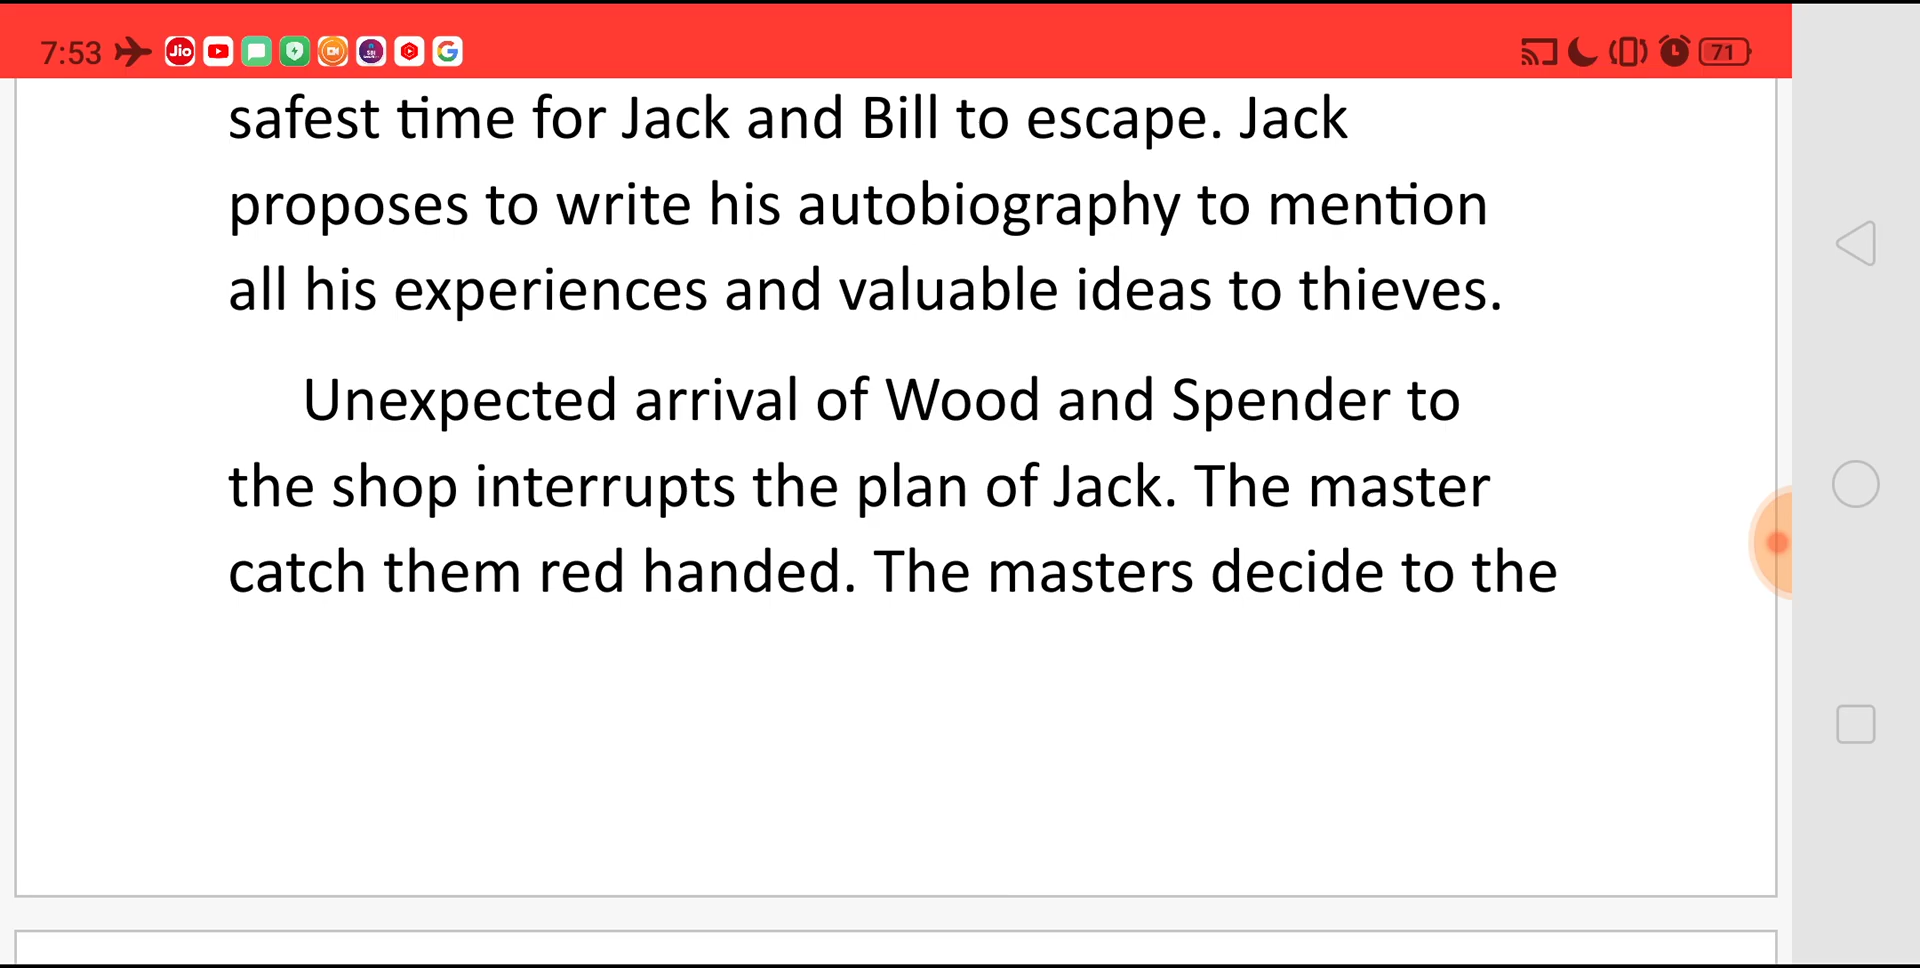 7:53 Jio SBI 71
safest time for Jack and Bill to escape. Jack
proposes to write his autobiography to mention
all his experiences and valuable ideas to thieves.
Unexpected arrival of Wood and Spender to
the shop interrupts the plan of Jack. The master
catch them red handed. The masters decide to the